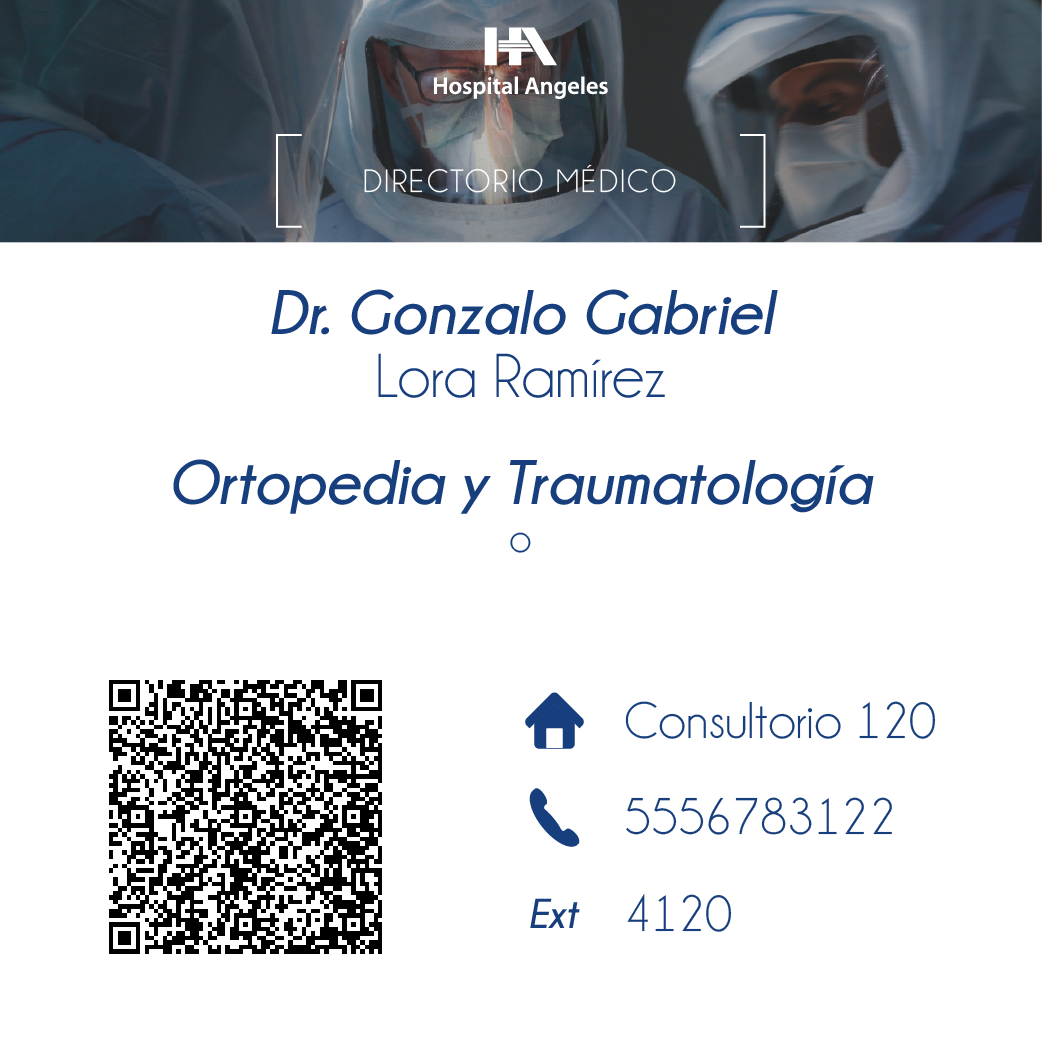 HA
Hospital Angeles
DIRECTORIO MÉDICO
Dr. Gonzalo Gabriel
Lora Ramírez
Ortopedia y Traumatología
Consultorio 120
5556783122
Ext 4120